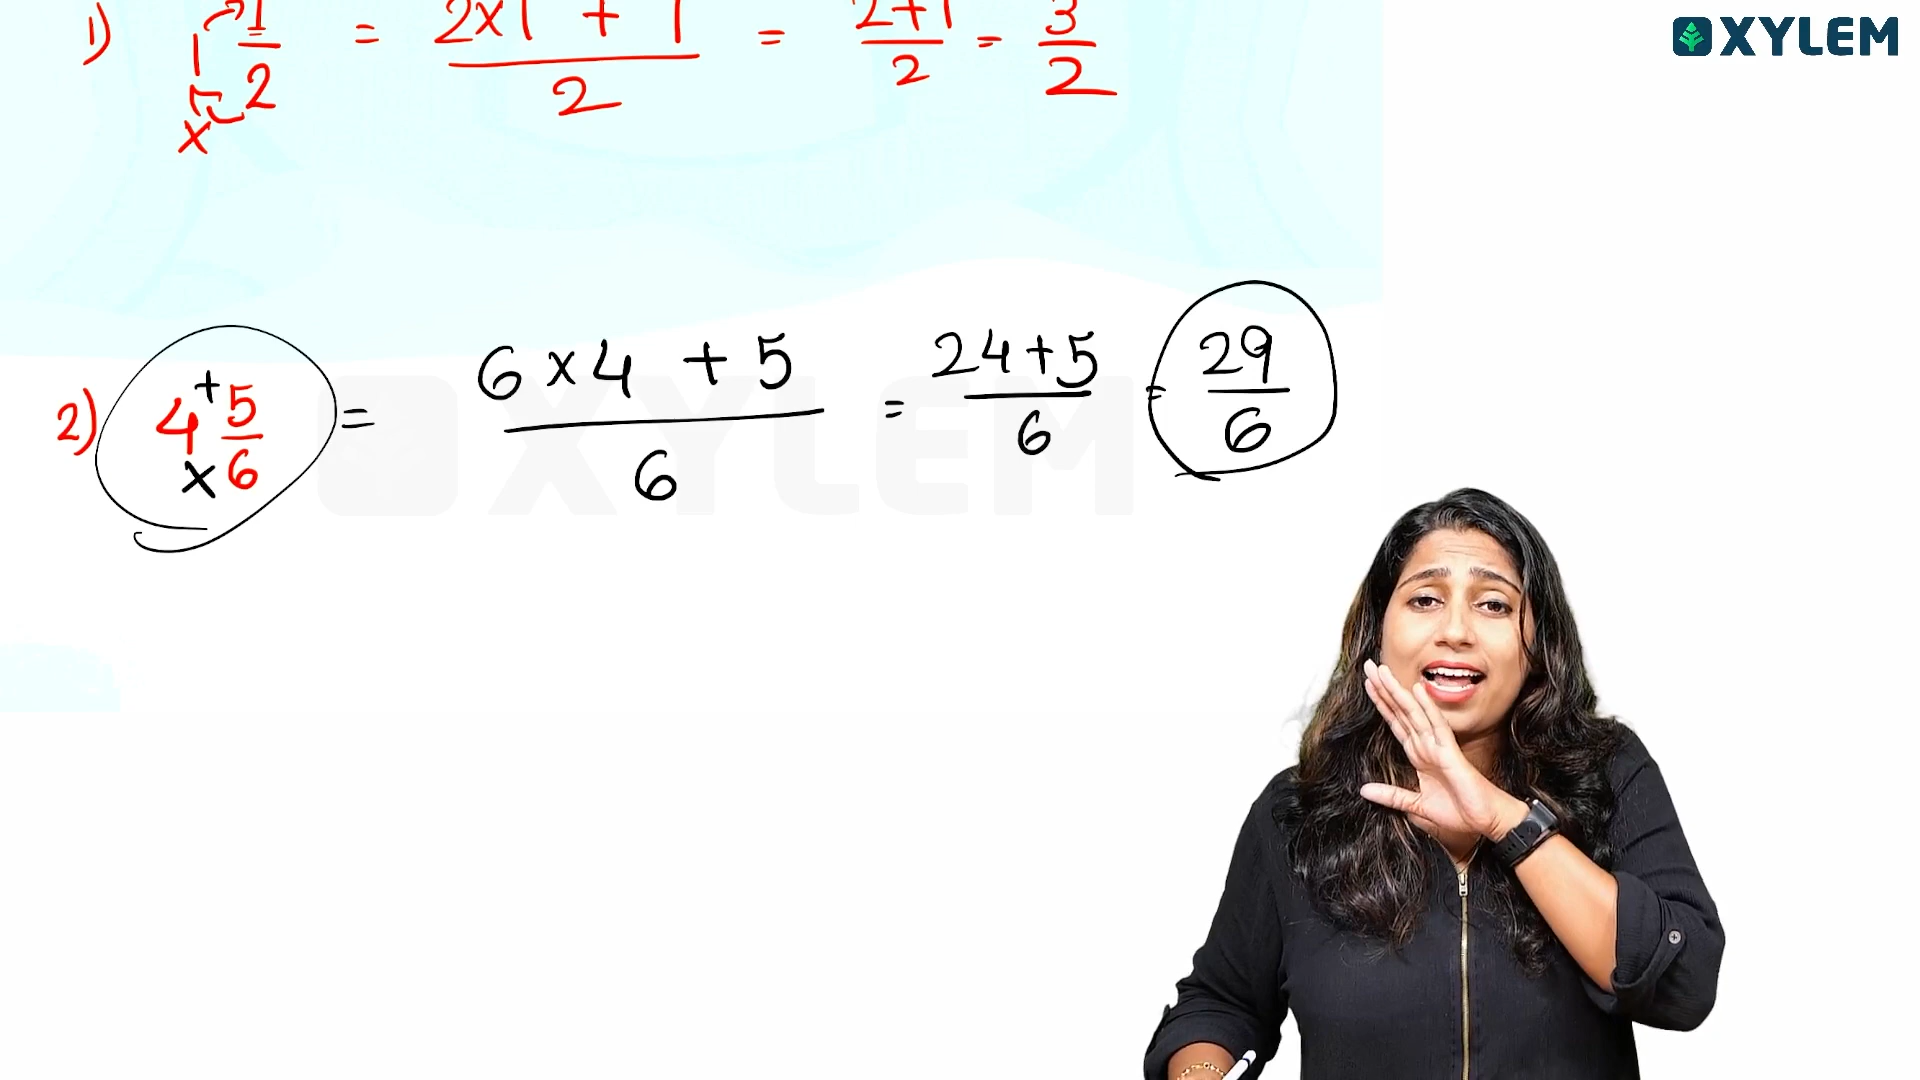 XYLEM
1) 1 1/2 = 2x1 + 1 / 2 = 2+1 / 2 = 3/2
x
2) 4 + 5/6 = 6x4 + 5 / 6 = 24+5 / 6 = 29/6
x
XYLEM